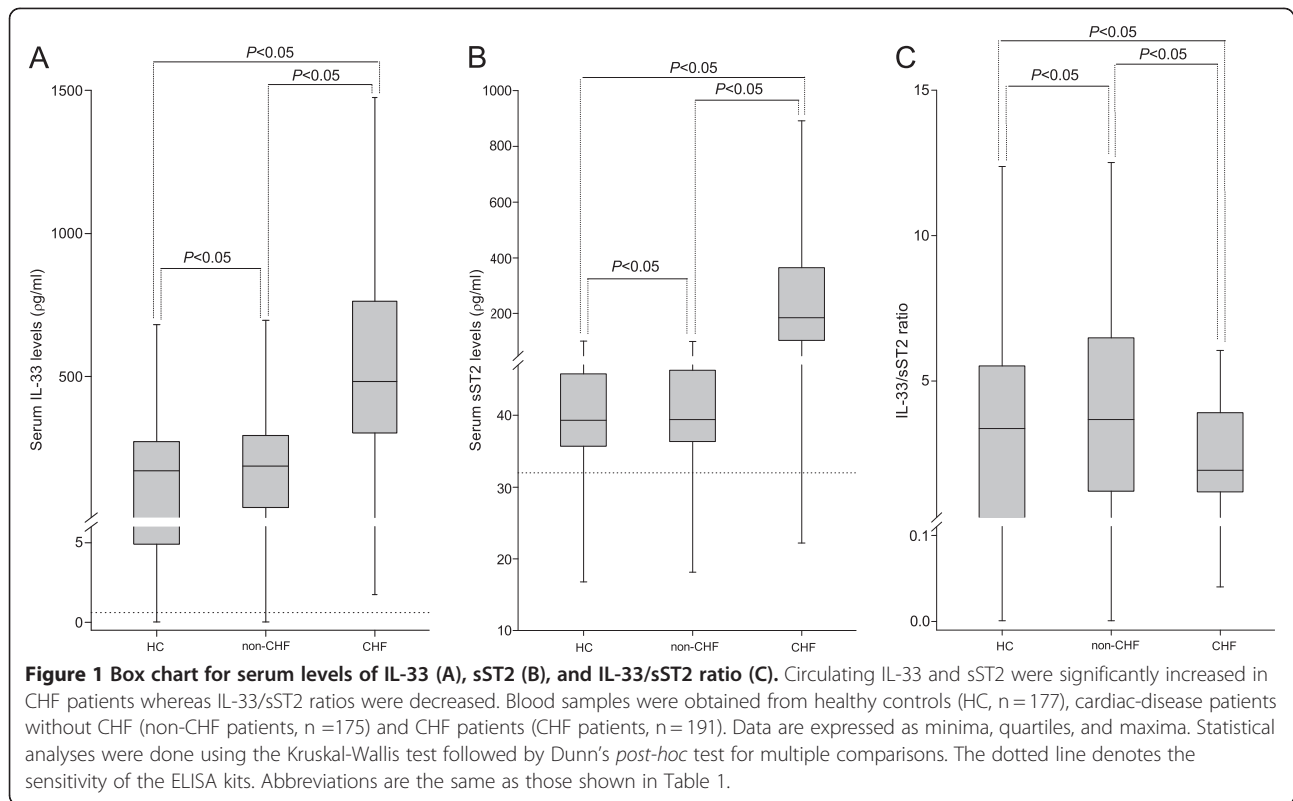 A
P<0.05
P<0.05
P<0.05
1500
1000
500
5
0
Serum IL-33 levels (ρg/ml)
HC
non-CHF
CHF
B
P<0.05
P<0.05
P<0.05
1000
800
600
400
200
40
30
20
10
Serum sST2 levels (ρg/ml)
HC
non-CHF
CHF
C
P<0.05
P<0.05
P<0.05
15
10
5
0.1
0.0
IL-33/sST2 ratio
HC
non-CHF
CHF
Figure 1 Box chart for serum levels of IL-33 (A), sST2 (B), and IL-33/sST2 ratio (C). Circulating IL-33 and sST2 were significantly increased in
CHF patients whereas IL-33/sST2 ratios were decreased. Blood samples were obtained from healthy controls (HC, n = 177), cardiac-disease patients
without CHF (non-CHF patients, n =175) and CHF patients (CHF patients, n = 191). Data are expressed as minima, quartiles, and maxima. Statistical
analyses were done using the Kruskal-Wallis test followed by Dunn's post-hoc test for multiple comparisons. The dotted line denotes the
sensitivity of the ELISA kits. Abbreviations are the same as those shown in Table 1.